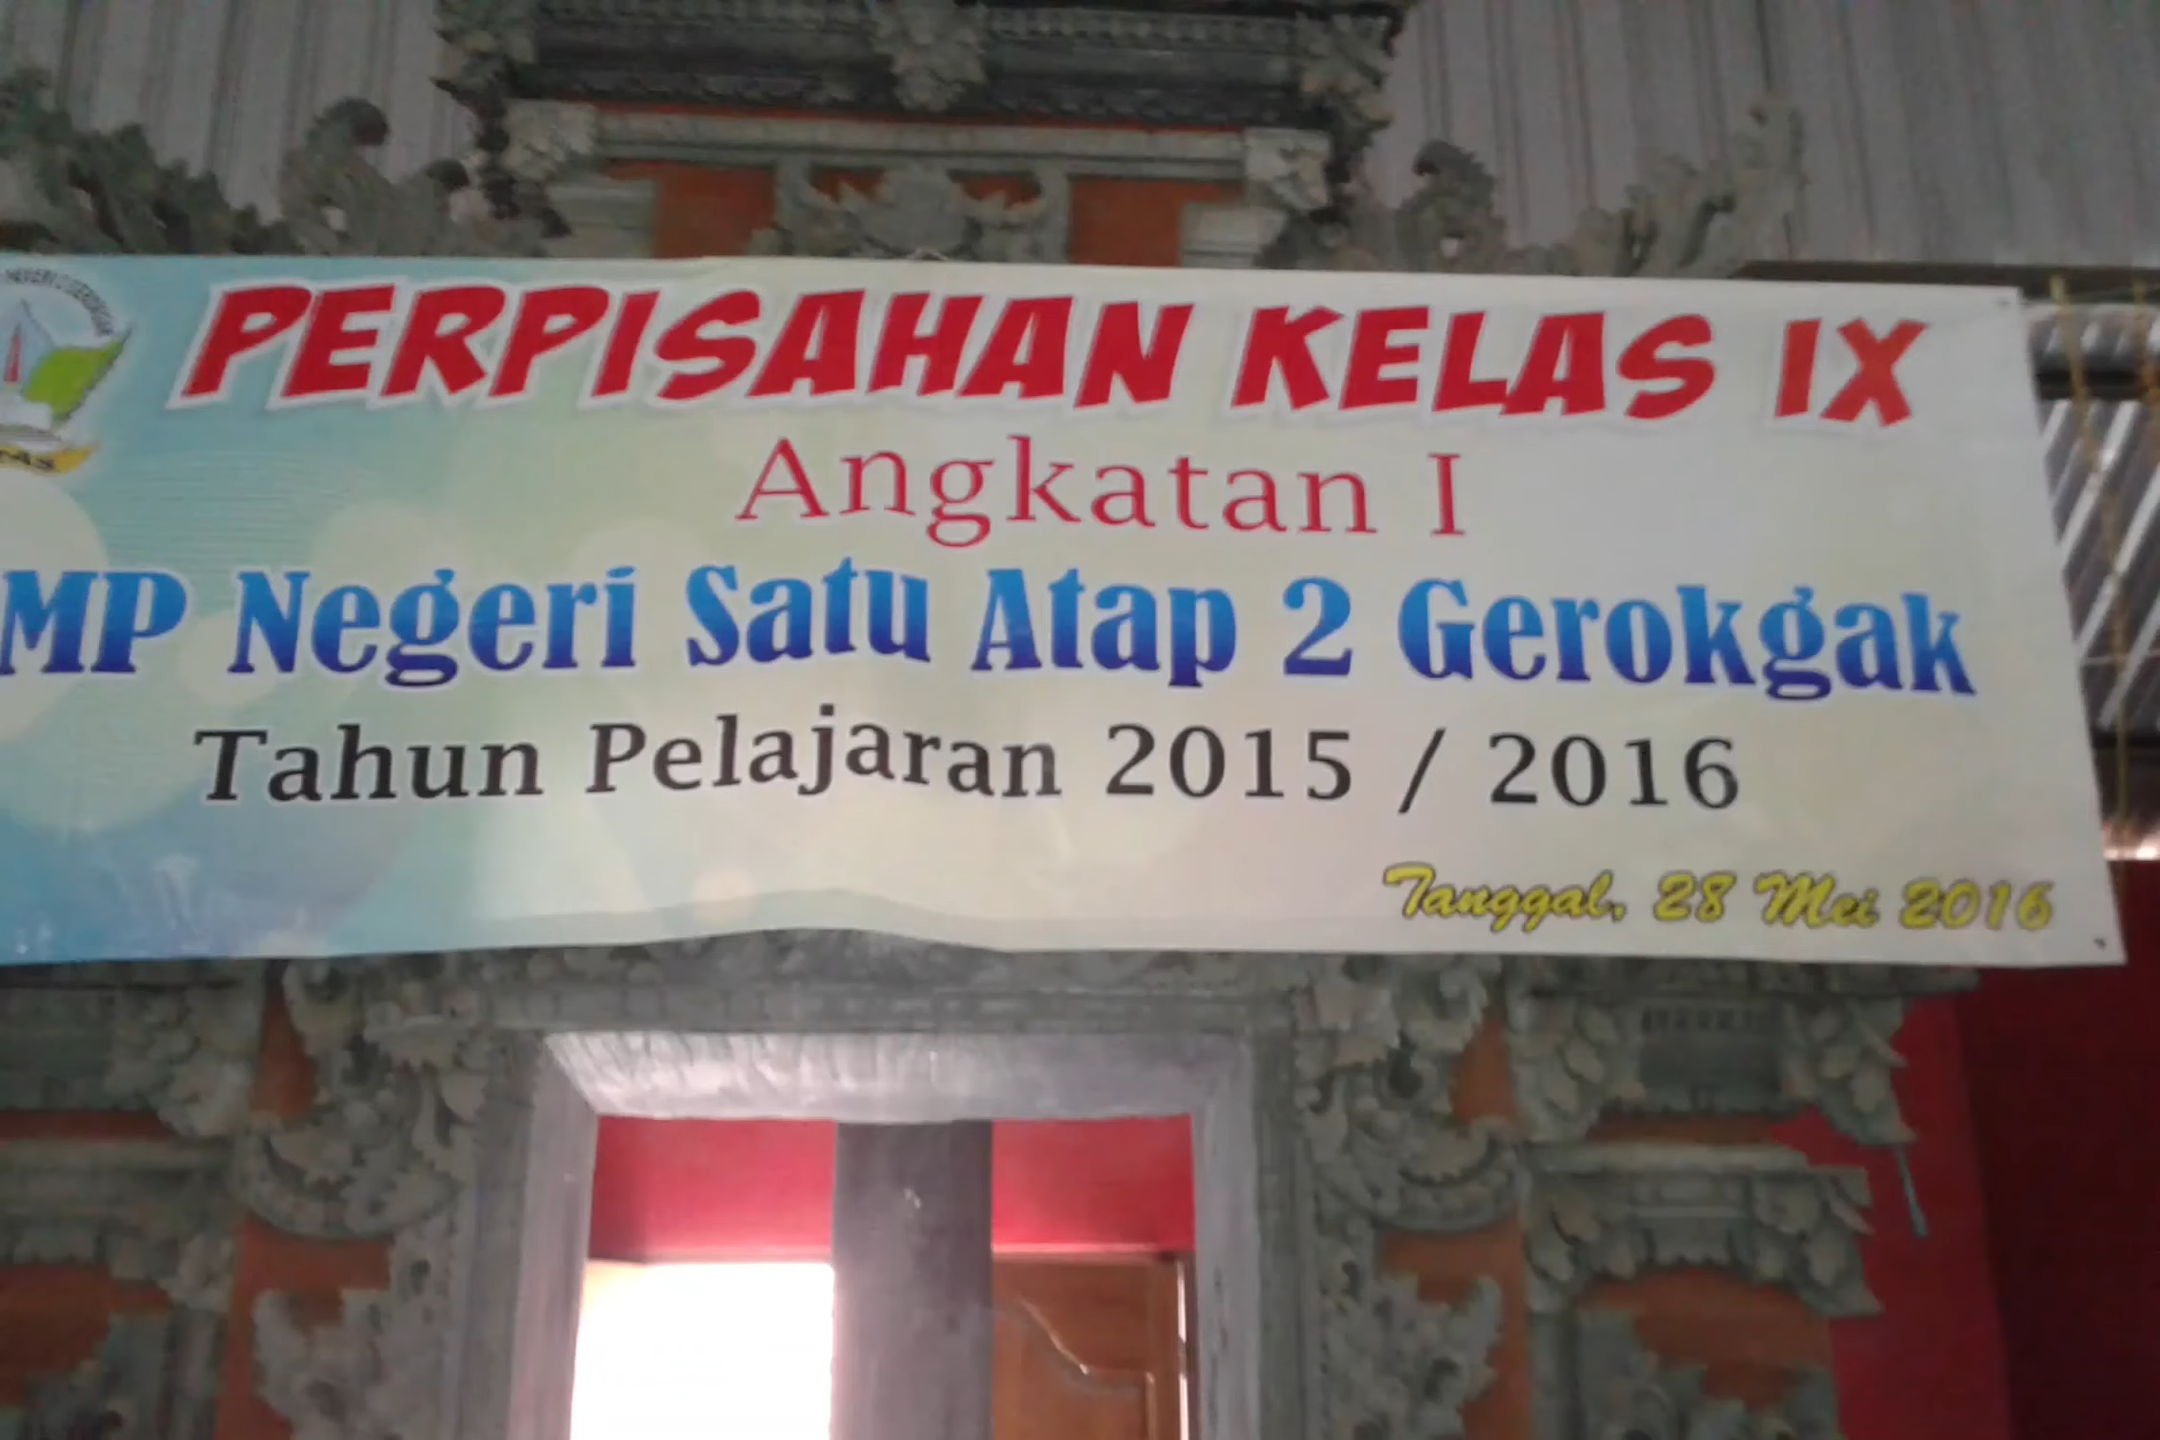 PERPISAHAN KELAS IX
Angkatan I
MP Negeri Satu Atap 2 Gerokgak
Tahun Pelajaran 2015 / 2016
Tanggal, 28 Mei 2016